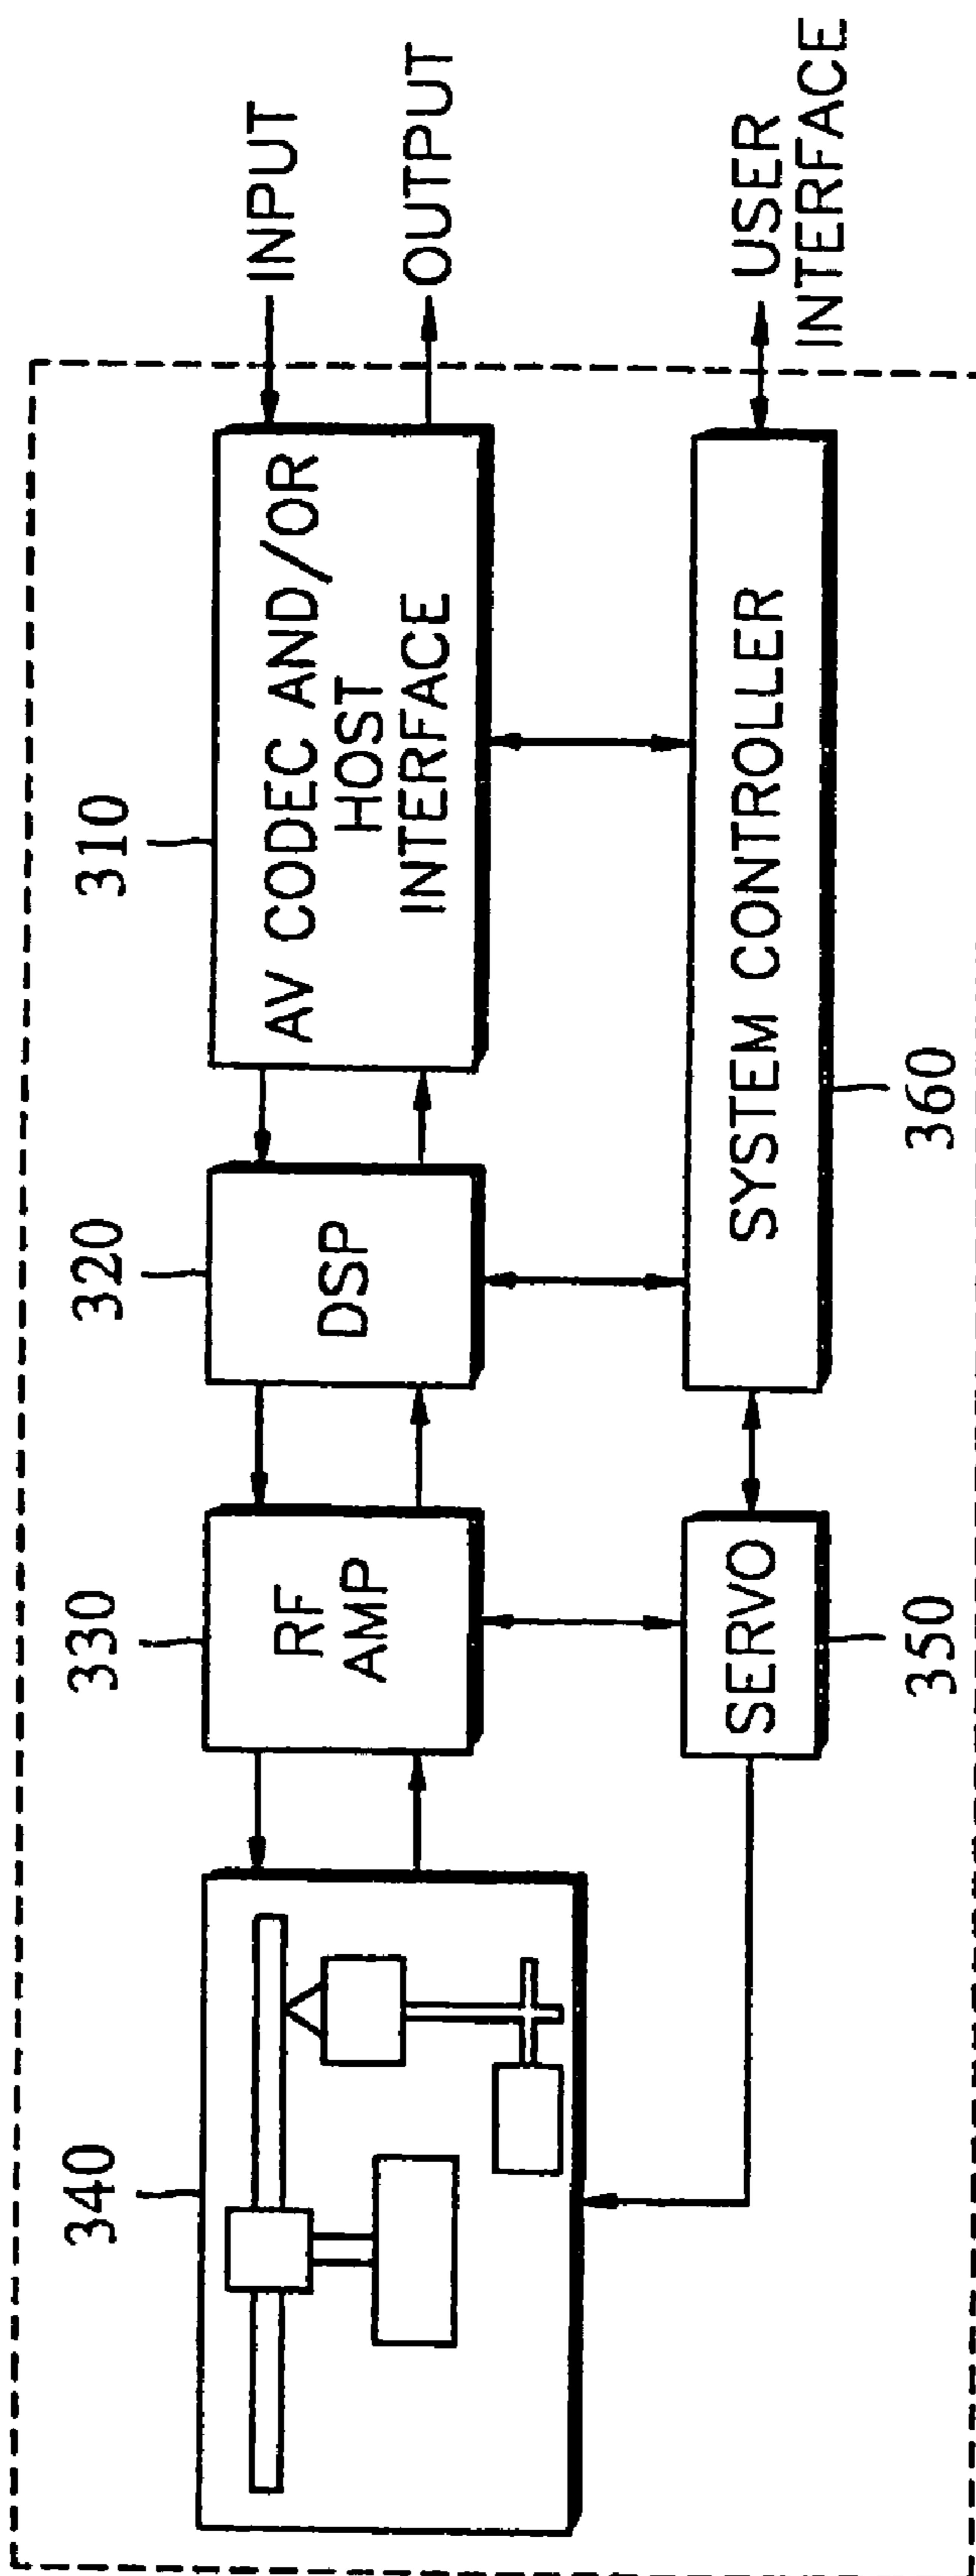 340
330
320
310
RF
AMP
DSP
AV CODEC AND/OR
HOST
INTERFACE
INPUT
OUTPUT
SERVO
SYSTEM CONTROLLER
USER
INTERFACE
350
360